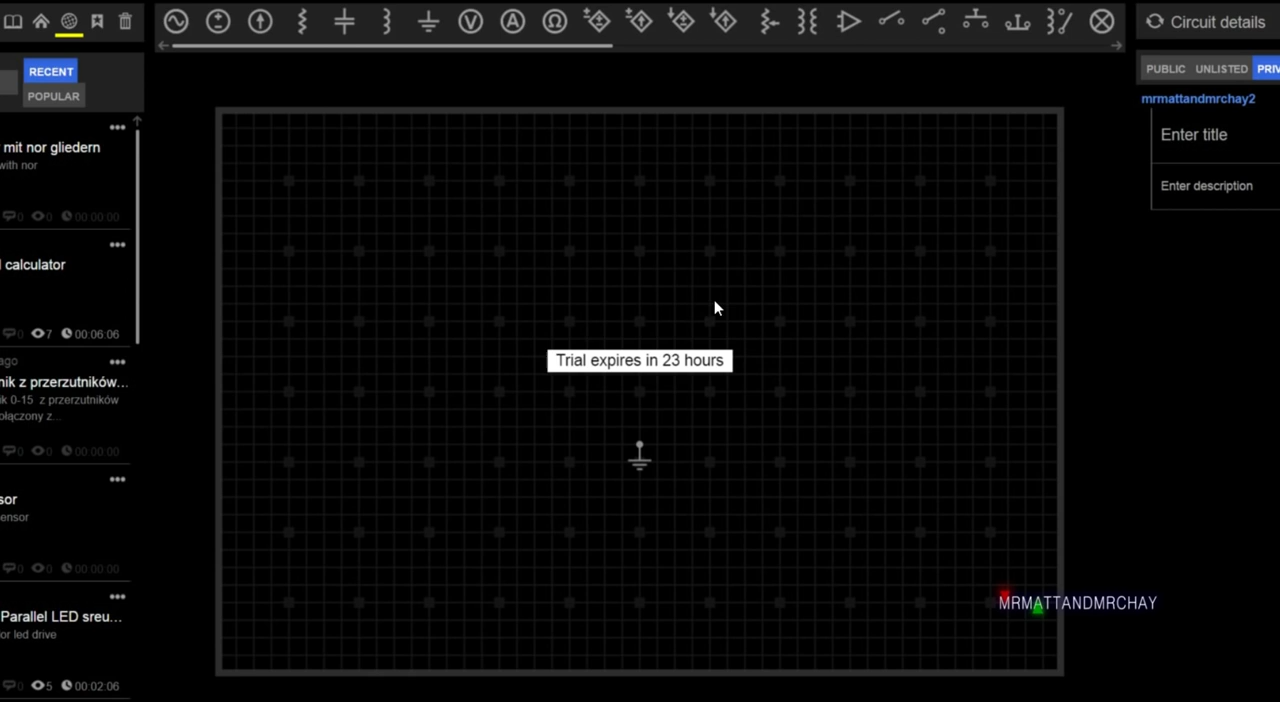 Circuit details
RECENT
POPULAR
PUBLIC UNLISTED PRIV
mrmattandmrchay2
Enter title
Enter description
mit nor gliedern
with nor
0 0 00:00:00
calculator
0 7 00:06:06
ago
nik z przerzutników...
ik 0-15 z przerzutników
ołączony z...
0 0 00:00:00
sor
ensor
0 0 00:00:00
Parallel LED sreu...
or led drive
0 5 00:02:06
Trial expires in 23 hours
MRMATTANDMRCHAY